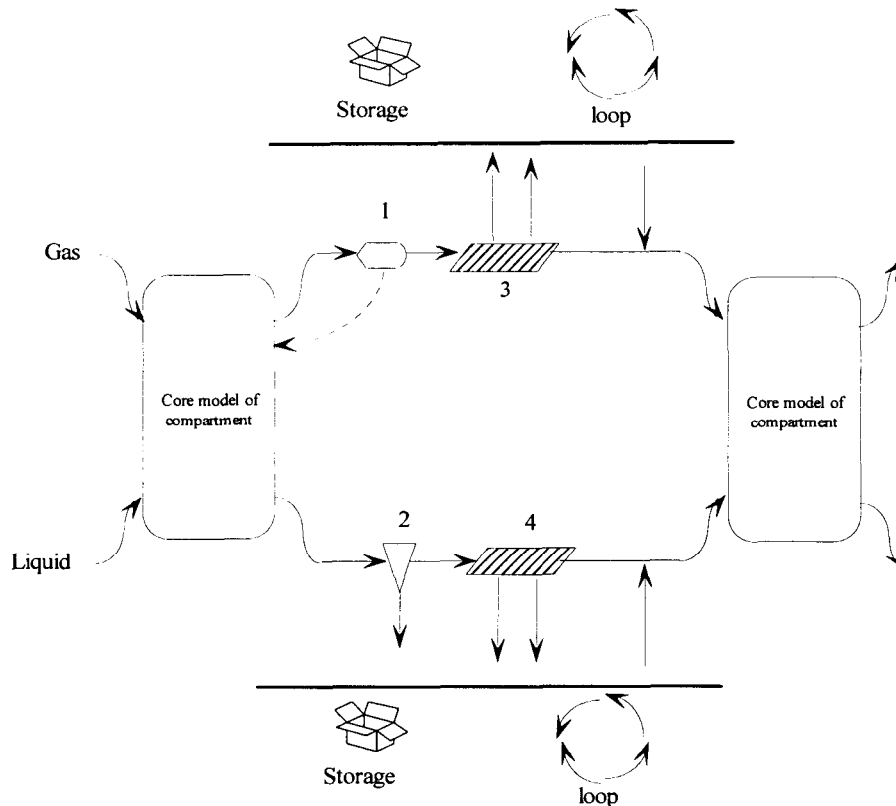 Storage
loop
1
Gas
3
Core model of
compartment
Core model of
compartment
2
4
Liquid
Storage
loop